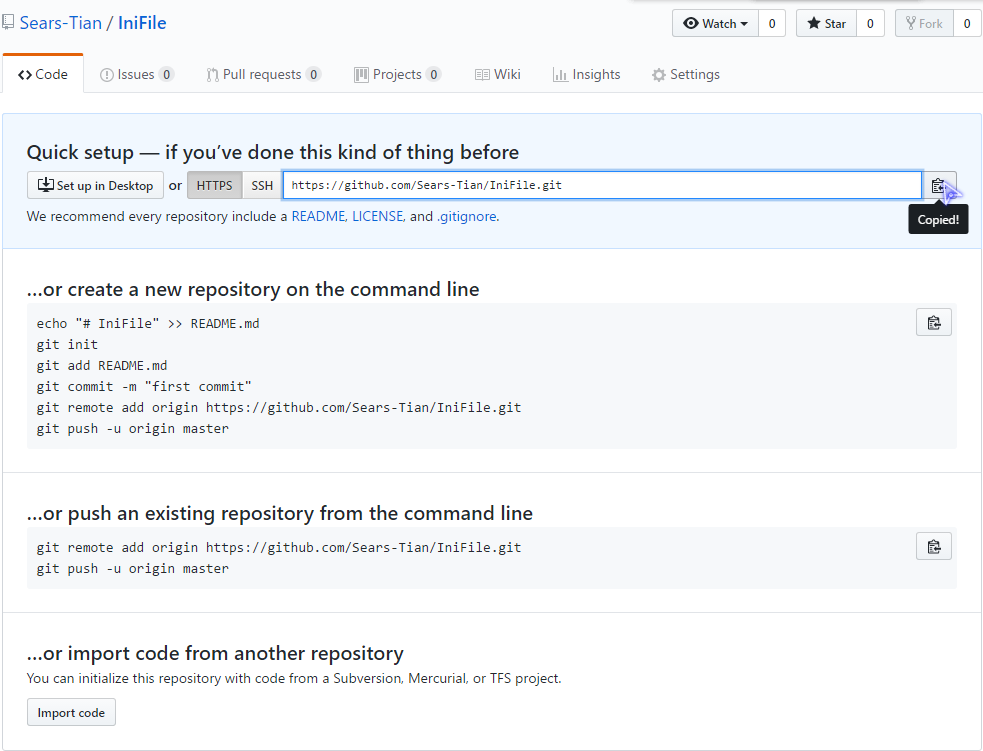 Sears-Tian / IniFile
Watch 0 Star 0 Fork 0
Code Issues 0 Pull requests 0 Projects 0 Wiki Insights Settings
Quick setup — if you’ve done this kind of thing before
Set up in Desktop or HTTPS SSH https://github.com/Sears-Tian/IniFile.git
We recommend every repository include a README, LICENSE, and .gitignore.
Copied!
…or create a new repository on the command line
echo "# IniFile" >> README.md
git init
git add README.md
git commit -m "first commit"
git remote add origin https://github.com/Sears-Tian/IniFile.git
git push -u origin master
…or push an existing repository from the command line
git remote add origin https://github.com/Sears-Tian/IniFile.git
git push -u origin master
…or import code from another repository
You can initialize this repository with code from a Subversion, Mercurial, or TFS project.
Import code